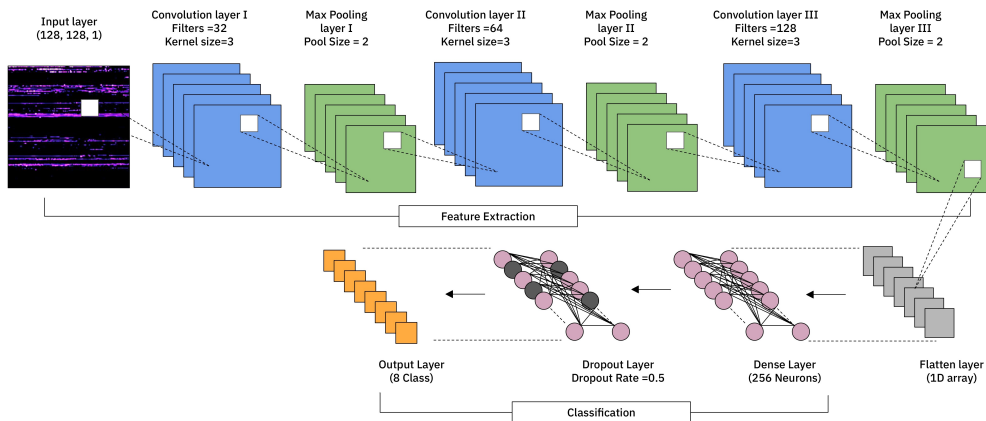 Input layer
(128, 128, 1)
Convolution layer I
Filters =32
Kernel size=3
Max Pooling
layer I
Pool Size = 2
Convolution layer II
Filters =64
Kernel size=3
Max Pooling
layer II
Pool Size = 2
Convolution layer III
Filters =128
Kernel size=3
Max Pooling
layer III
Pool Size = 2
Feature Extraction
Output Layer
(8 Class)
Dropout Layer
Dropout Rate =0.5
Dense Layer
(256 Neurons)
Flatten layer
(1D array)
Classification